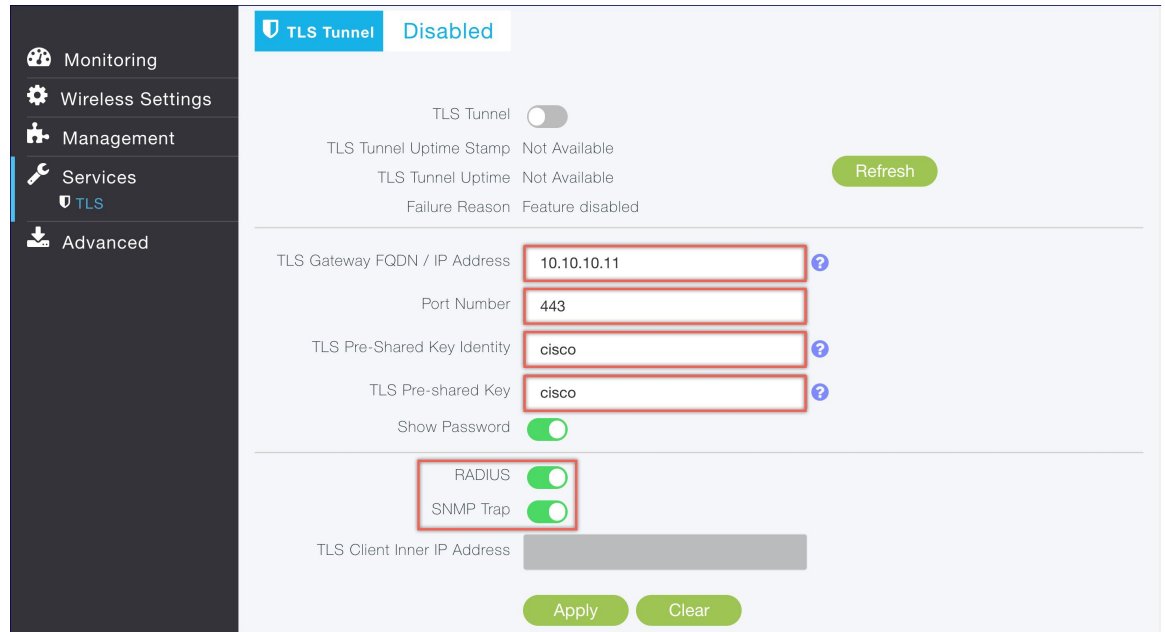 TLS Tunnel Disabled
Monitoring
Wireless Settings
Management
Services
TLS
Advanced
TLS Tunnel
TLS Tunnel Uptime Stamp Not Available
TLS Tunnel Uptime Not Available
Refresh
Failure Reason Feature disabled
TLS Gateway FQDN / IP Address 10.10.10.11 ?
Port Number 443
TLS Pre-Shared Key Identity cisco ?
TLS Pre-shared Key cisco ?
Show Password
RADIUS
SNMP Trap
TLS Client Inner IP Address
Apply Clear